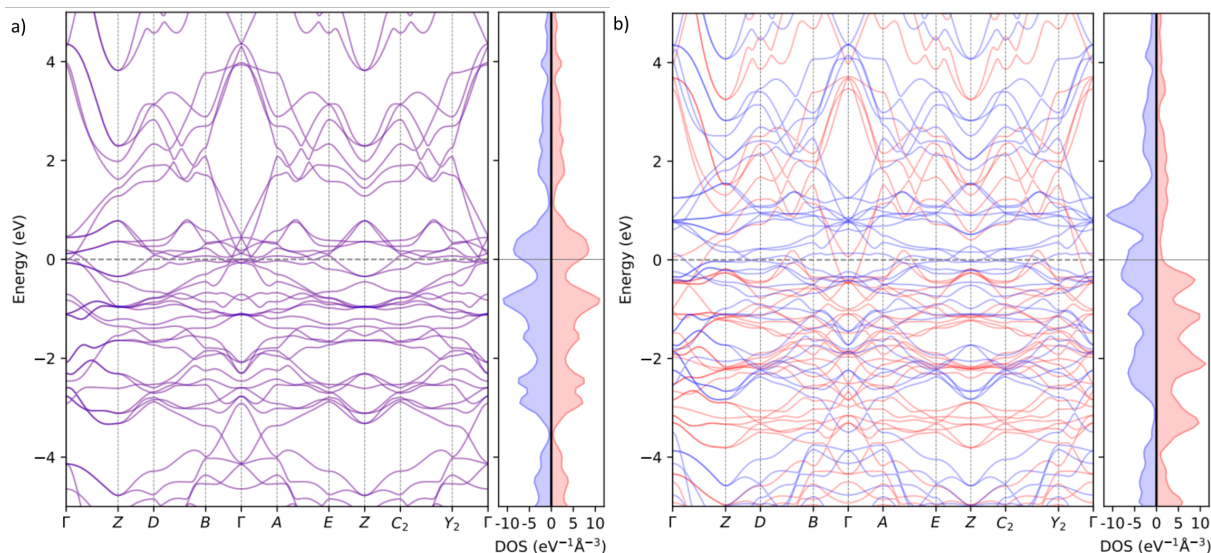 a)
Energy (eV)
4
2
0
−2
−4
Γ Z D B Γ A E Z C₂ Y₂ Γ
-10 -5 0 5 10
DOS (eV⁻¹Å⁻³)
b)
Energy (eV)
4
2
0
−2
−4
Γ Z D B Γ A E Z C₂ Y₂ Γ
-10 -5 0 5 10
DOS (eV⁻¹Å⁻³)